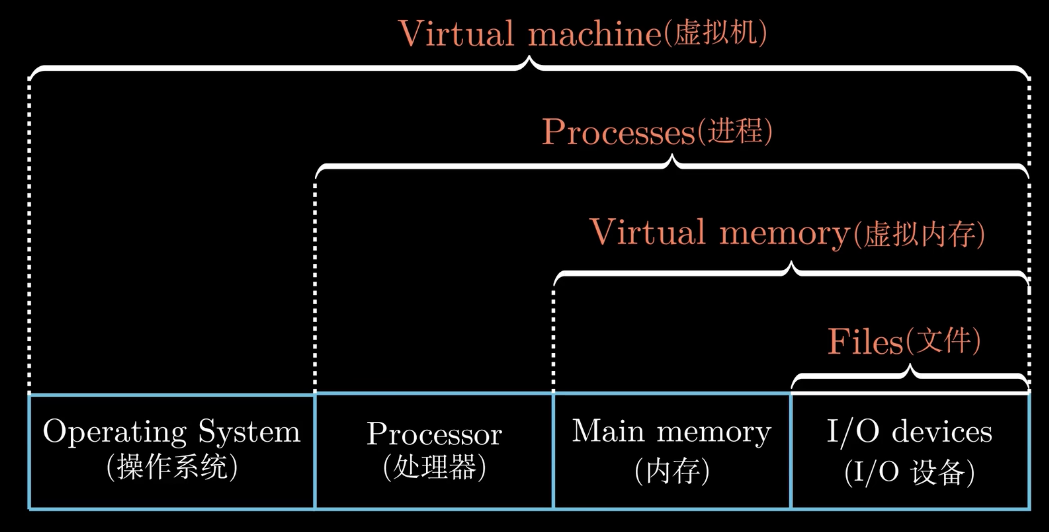 Virtual machine(虚拟机)
Processes(进程)
Virtual memory(虚拟内存)
Files(文件)
Operating System
(操作系统)
Processor
(处理器)
Main memory
(内存)
I/O devices
(I/O 设备)